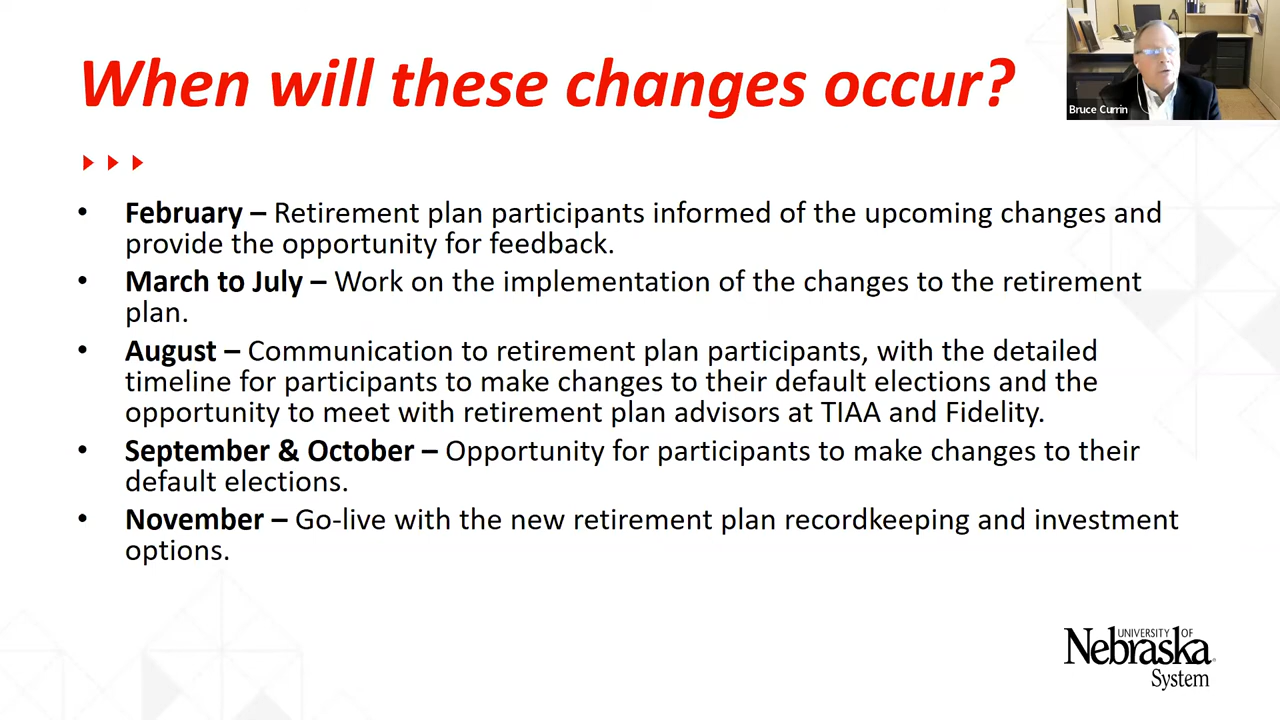 When will these changes occur?
Bruce Currin
• February – Retirement plan participants informed of the upcoming changes and
provide the opportunity for feedback.
• March to July – Work on the implementation of the changes to the retirement
plan.
• August – Communication to retirement plan participants, with the detailed
timeline for participants to make changes to their default elections and the
opportunity to meet with retirement plan advisors at TIAA and Fidelity.
• September & October – Opportunity for participants to make changes to their
default elections.
• November – Go-live with the new retirement plan recordkeeping and investment
options.
UNIVERSITY OF
Nebraska
System